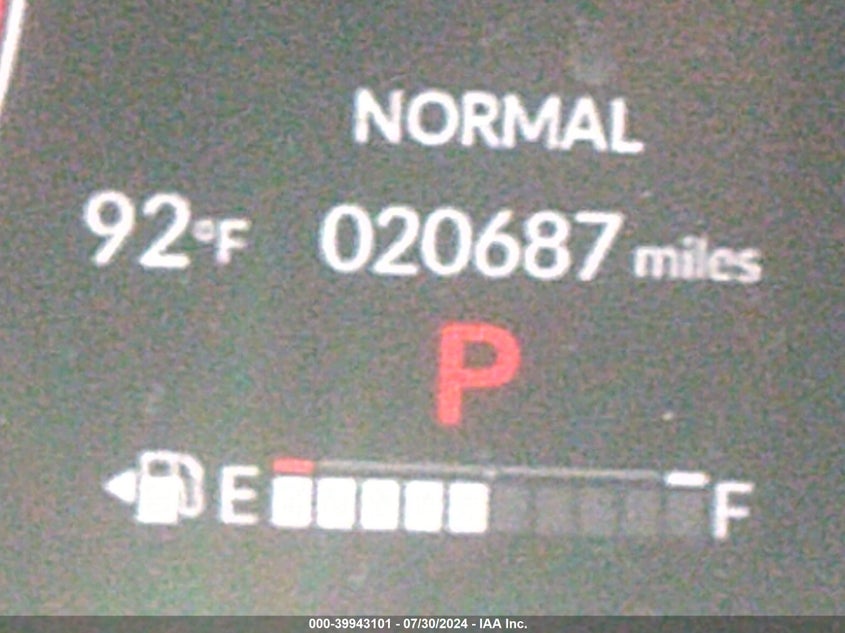 NORMAL
92°F 020687 miles
P
E F
000-39943101 - 07/30/2024 - IAA Inc.